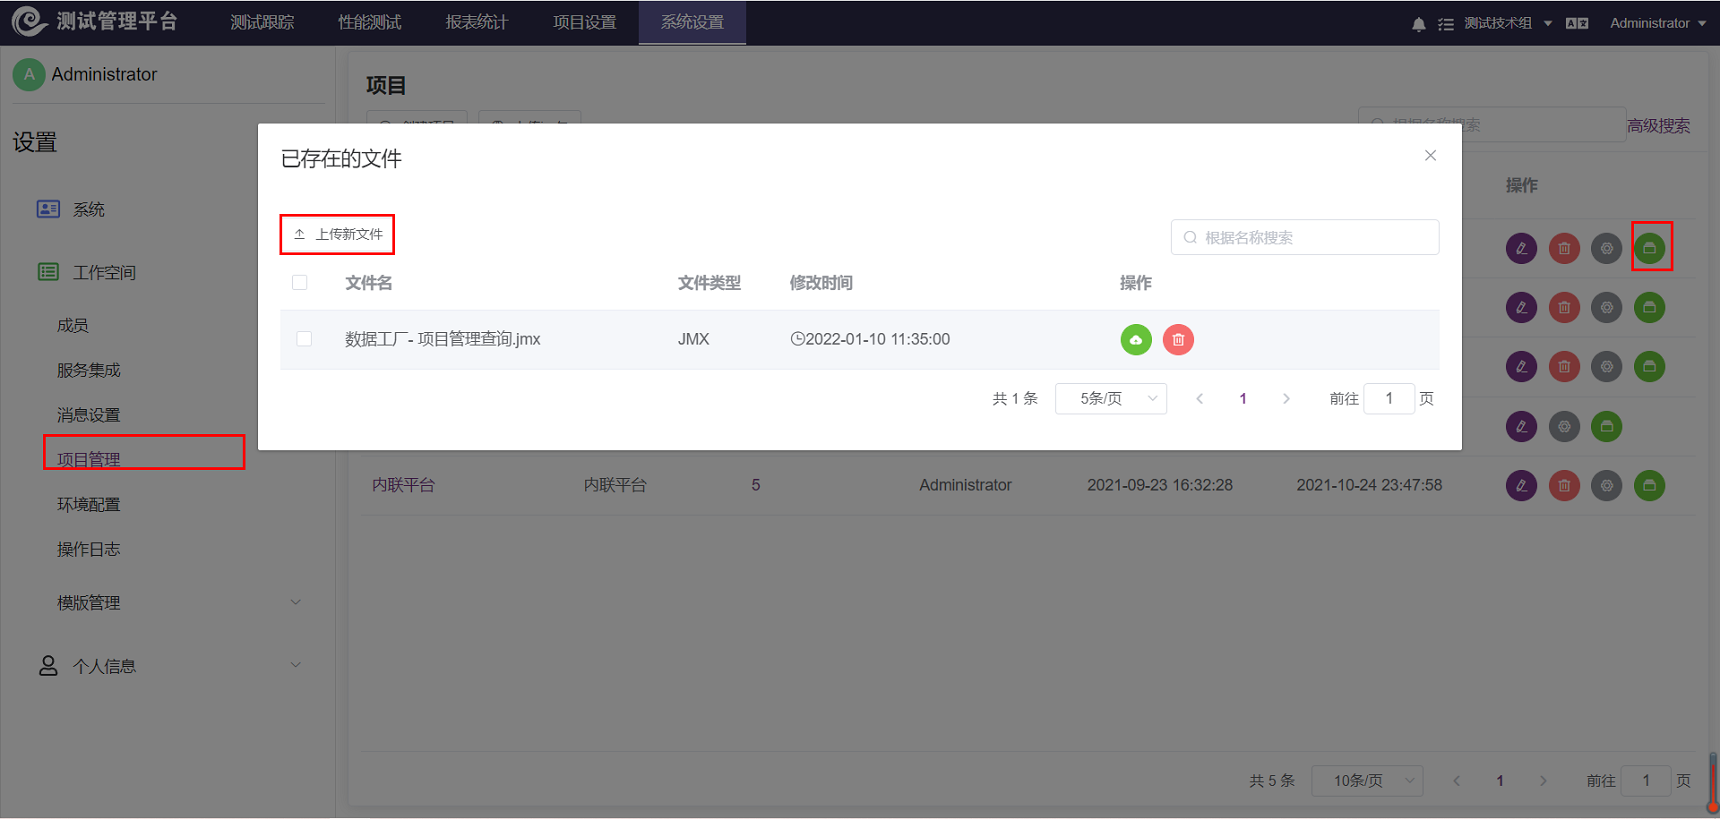 测试管理平台 测试跟踪 性能测试 报表统计 项目设置 系统设置 测试技术组 Administrator
A Administrator
项目
设置
根据名称搜索 高级搜索
已存在的文件
操作
系统
上传新文件
根据名称搜索
工作空间
文件名 文件类型 修改时间 操作
成员
数据工厂- 项目管理查询.jmx JMX 2022-01-10 11:35:00
服务集成
共 1 条 5条/页 1 前往 1 页
消息设置
项目管理
内联平台 内联平台 5 Administrator 2021-09-23 16:32:28 2021-10-24 23:47:58
环境配置
操作日志
模版管理
个人信息
共 5 条 10条/页 1 前往 1 页